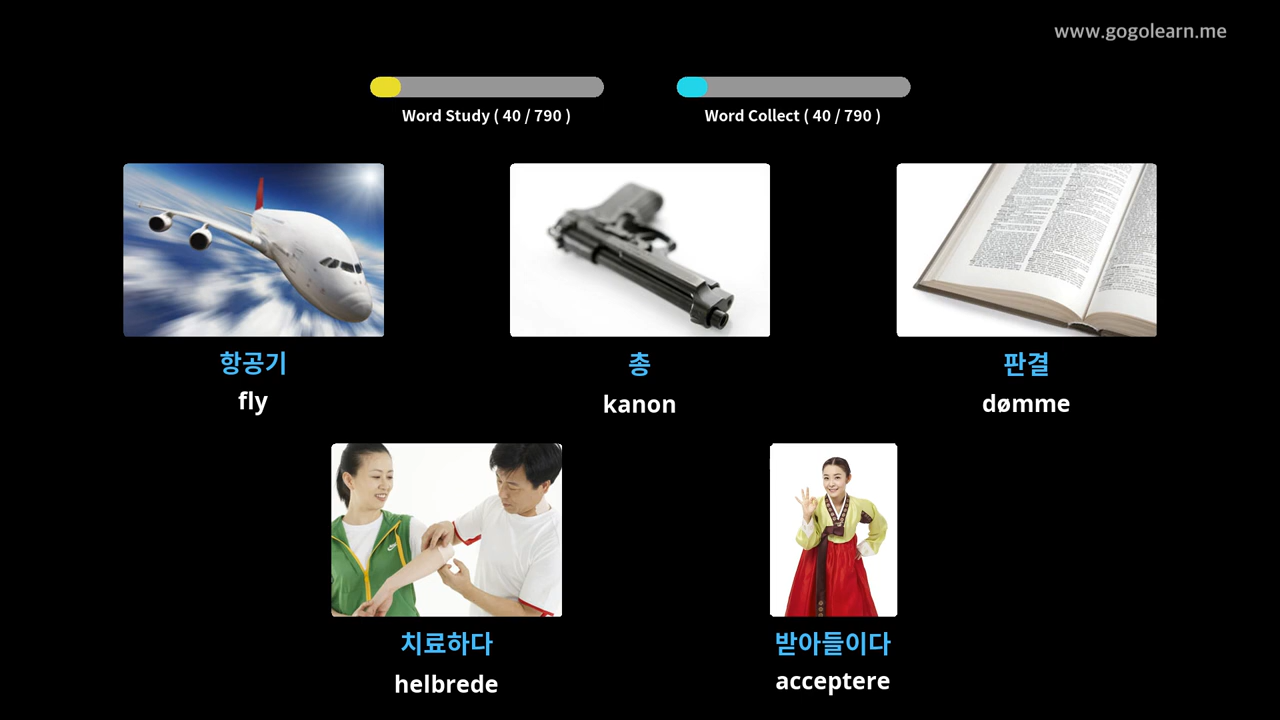 www.gogolearn.me
Word Study ( 40 / 790 )
Word Collect ( 40 / 790 )
항공기
fly
총
kanon
판결
dømme
치료하다
helbrede
받아들이다
acceptere